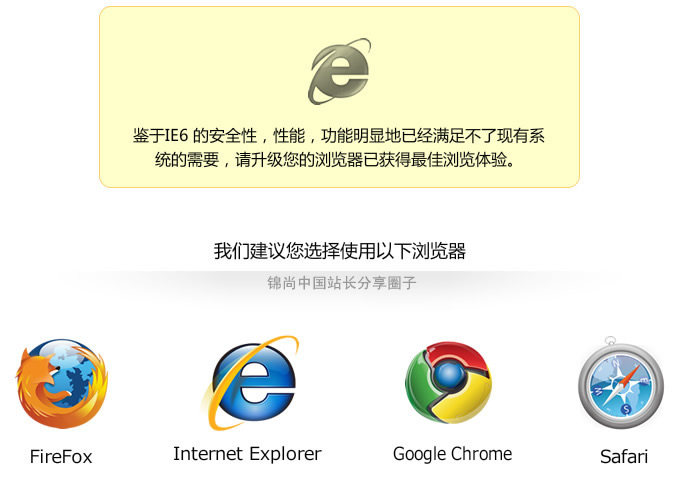 鉴于IE6 的安全性，性能，功能明显地已经满足不了现有系
统的需要，请升级您的浏览器已获得最佳浏览体验。
我们建议您选择使用以下浏览器
锦尚中国站长分享圈子
FireFox
Internet Explorer
Google Chrome
Safari